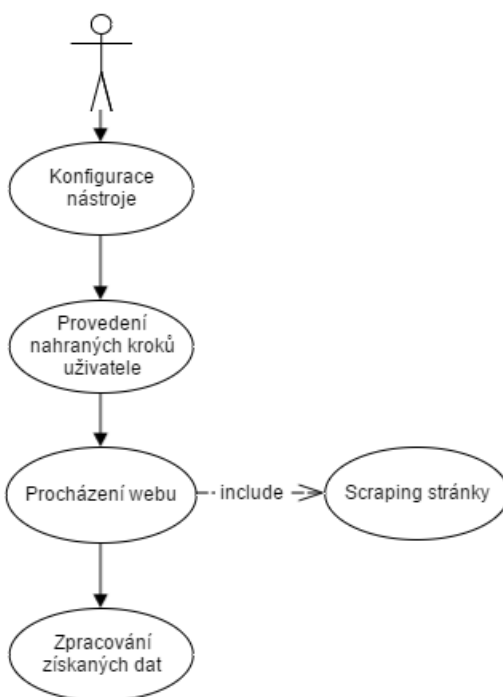 Konfigurace
nástroje
Provedení
nahraných kroků
uživatele
Procházení webu
include
Scraping stránky
Zpracování
získaných dat